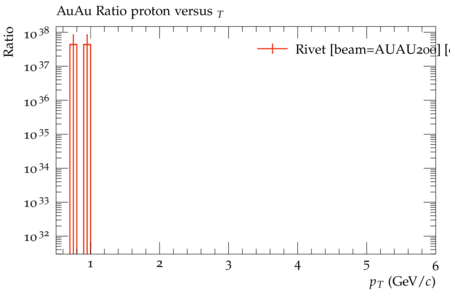 AuAu Ratio proton versus T
Ratio
Rivet [beam=AUAU200] [
10^38
10^37
10^36
10^35
10^34
10^33
10^32
1 2 3 4 5 6
pT (GeV/c)